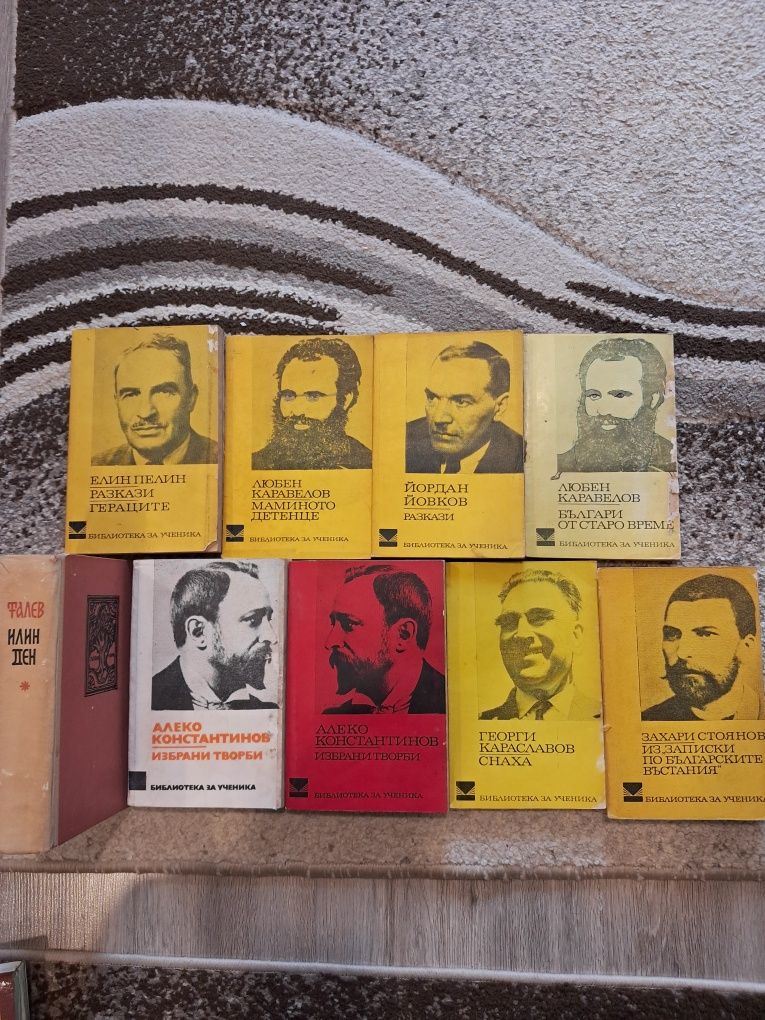 ЕЛИН ПЕЛИН
РАЗКАЗИ
ГЕРАЦИТЕ
БИБЛИОТЕКА ЗА УЧЕНИКА
ЛЮБЕН
КАРАВЕЛОВ
МАМИНОТО
ДЕТЕНЦЕ
БИБЛИОТЕКА ЗА УЧЕНИКА
ЙОРДАН
ЙОВКОВ
РАЗКАЗИ
БИБЛИОТЕКА ЗА УЧЕНИКА
ЛЮБЕН
КАРАВЕЛОВ
БЪЛГАРИ
ОТ СТАРО ВРЕМЕ
БИБЛИОТЕКА ЗА УЧЕНИКА
ТАЛЕВ
ИЛИН
ДЕН
АЛЕКО
КОНСТАНТИНОВ
ИЗБРАНИ ТВОРБИ
БИБЛИОТЕКА ЗА УЧЕНИКА
АЛЕКО
КОНСТАНТИНОВ
ИЗБРАНИ ТВОРБИ
БИБЛИОТЕКА ЗА УЧЕНИКА
ГЕОРГИ
КАРАСЛАВОВ
СНАХА
БИБЛИОТЕКА ЗА УЧЕНИКА
ЗАХАРИ СТОЯНОВ
ИЗ „ЗАПИСКИ
ПО БЪЛГАРСКИТЕ
ВЪСТАНИЯ"
БИБЛИОТЕКА ЗА УЧЕНИКА